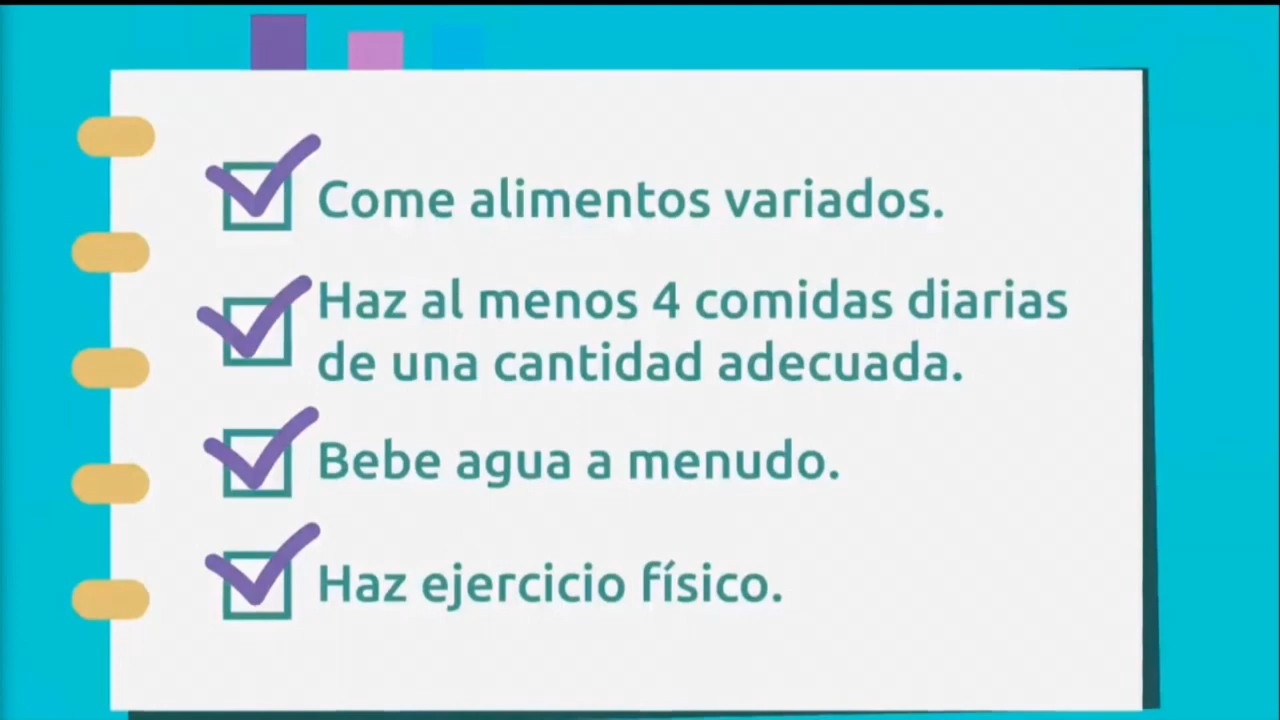 Come alimentos variados.
Haz al menos 4 comidas diarias
de una cantidad adecuada.
Bebe agua a menudo.
Haz ejercicio físico.